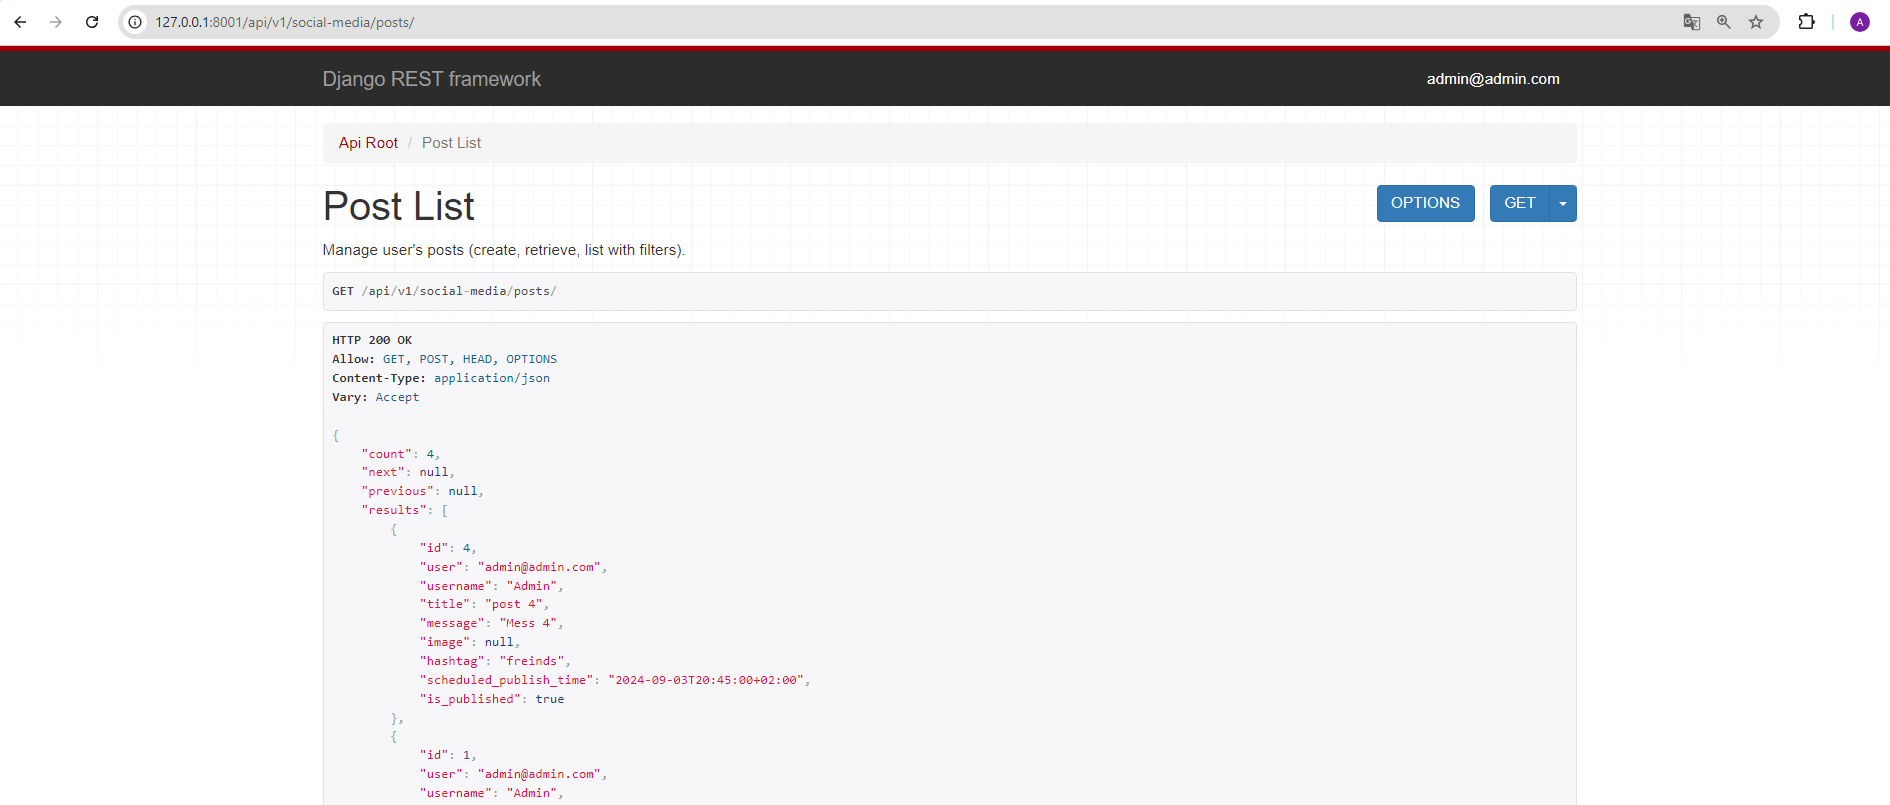 127.0.0.1:8001/api/v1/social-media/posts/
A
Django REST framework
admin@admin.com
Api Root / Post List
Post List
OPTIONS
GET
Manage user's posts (create, retrieve, list with filters).
GET /api/v1/social-media/posts/
HTTP 200 OK
Allow: GET, POST, HEAD, OPTIONS
Content-Type: application/json
Vary: Accept
{
"count": 4,
"next": null,
"previous": null,
"results": [
{
"id": 4,
"user": "admin@admin.com",
"username": "Admin",
"title": "post 4",
"message": "Mess 4",
"image": null,
"hashtag": "freinds",
"scheduled_publish_time": "2024-09-03T20:45:00+02:00",
"is_published": true
},
{
"id": 1,
"user": "admin@admin.com",
"username": "Admin",